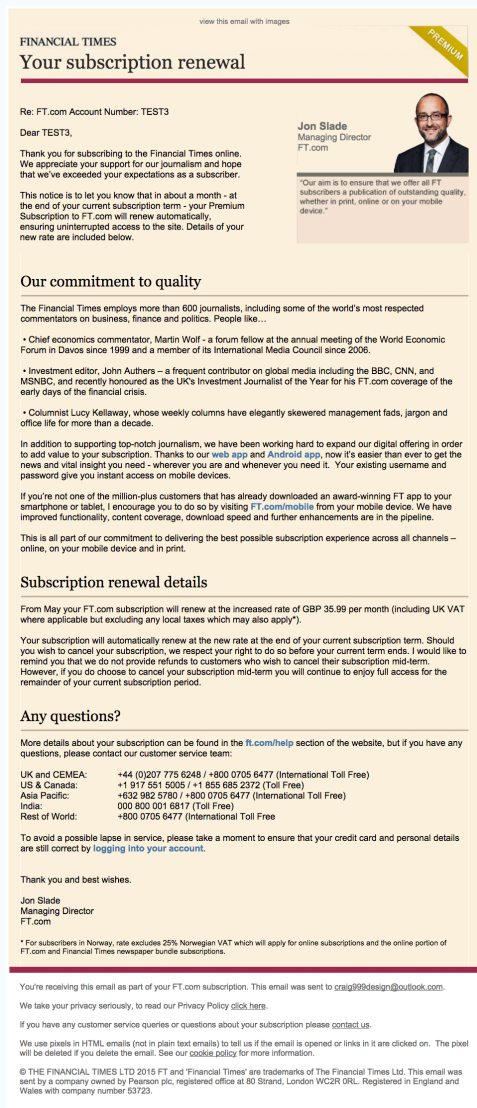 view this email with images
FINANCIAL TIMES
Your subscription renewal
PREMIUM
Re: FT.com Account Number: TEST3
Dear TEST3,
Thank you for subscribing to the Financial Times online.
We appreciate your support for our journalism and hope
that we've exceeded your expectations as a subscriber.
This notice is to let you know that in about a month - at
the end of your current subscription term - your Premium
Subscription to FT.com will renew automatically,
ensuring uninterrupted access to the site. Details of your
new rate are included below.
Jon Slade
Managing Director
FT.com
"Our aim is to ensure that we offer all FT
subscribers a publication of outstanding quality,
whether in print, online or on your mobile
device."
Our commitment to quality
The Financial Times employs more than 600 journalists, including some of the world's most respected
commentators on business, finance and politics. People like…
• Chief economics commentator, Martin Wolf - a forum fellow at the annual meeting of the World Economic
Forum in Davos since 1999 and a member of its International Media Council since 2006.
• Investment editor, John Authers – a frequent contributor on global media including the BBC, CNN, and
MSNBC, and recently honoured as the UK's Investment Journalist of the Year for his FT.com coverage of the
early days of the financial crisis.
• Columnist Lucy Kellaway, whose weekly columns have elegantly skewered management fads, jargon and
office life for more than a decade.
In addition to supporting top-notch journalism, we have been working hard to expand our digital offering in order
to add value to your subscription. Thanks to our web app and Android app, now it's easier than ever to get the
news and vital insight you need - wherever you are and whenever you need it. Your existing username and
password give you instant access on mobile devices.
If you're not one of the million-plus customers that has already downloaded an award-winning FT app to your
smartphone or tablet, I encourage you to do so by visiting FT.com/mobile from your mobile device. We have
improved functionality, content coverage, download speed and further enhancements are in the pipeline.
This is all part of our commitment to delivering the best possible subscription experience across all channels –
online, on your mobile device and in print.
Subscription renewal details
From May your FT.com subscription will renew at the increased rate of GBP 35.99 per month (including UK VAT
where applicable but excluding any local taxes which may also apply*).
Your subscription will automatically renew at the new rate at the end of your current subscription term. Should
you wish to cancel your subscription, we respect your right to do so before your current term ends. I would like to
remind you that we do not provide refunds to customers who wish to cancel their subscription mid-term.
However, if you do choose to cancel your subscription mid-term you will continue to enjoy full access for the
remainder of your current subscription period.
Any questions?
More details about your subscription can be found in the ft.com/help section of the website, but if you have any
questions, please contact our customer service team:
UK and CEMEA: +44 (0)207 775 6248 / +800 0705 6477 (International Toll Free)
US & Canada: +1 917 551 5005 / +1 855 685 2372 (Toll Free)
Asia Pacific: +632 982 5780 / +800 0705 6477 (International Toll Free)
India: 000 800 001 6817 (Toll Free)
Rest of World: +800 0705 6477 (International Toll Free
To avoid a possible lapse in service, please take a moment to ensure that your credit card and personal details
are still correct by logging into your account.
Thank you and best wishes.
Jon Slade
Managing Director
FT.com
* For subscribers in Norway, rate excludes 25% Norwegian VAT which will apply for online subscriptions and the online portion of
FT.com and Financial Times newspaper bundle subscriptions.
You're receiving this email as part of your FT.com subscription. This email was sent to craig999design@outlook.com.
We take your privacy seriously, to read our Privacy Policy click here.
If you have any customer service queries or questions about your subscription please contact us.
We use pixels in HTML emails (not in plain text emails) to tell us if the email is opened or links in it are clicked on. The pixel
will be deleted if you delete the email. See our cookie policy for more information.
© THE FINANCIAL TIMES LTD 2015 FT and 'Financial Times' are trademarks of The Financial Times Ltd. This email was
sent by a company owned by Pearson plc, registered office at 80 Strand, London WC2R 0RL. Registered in England and
Wales with company number 53723.